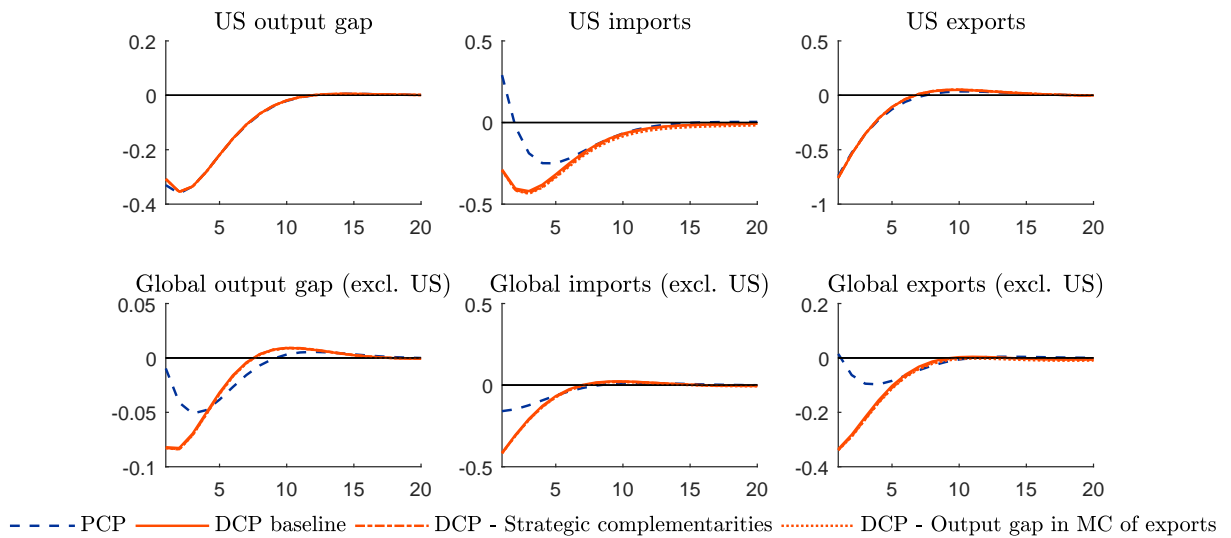 US output gap
US imports
US exports
0.2
0
-0.2
-0.4
5 10 15 20
0.5
0
-0.5
5 10 15 20
0.5
0
-0.5
-1
5 10 15 20
Global output gap (excl. US)
Global imports (excl. US)
Global exports (excl. US)
0.05
0
-0.05
-0.1
5 10 15 20
0.5
0
-0.5
5 10 15 20
0.2
0
-0.2
-0.4
5 10 15 20
PCP
DCP baseline
DCP - Strategic complementarities
DCP - Output gap in MC of exports